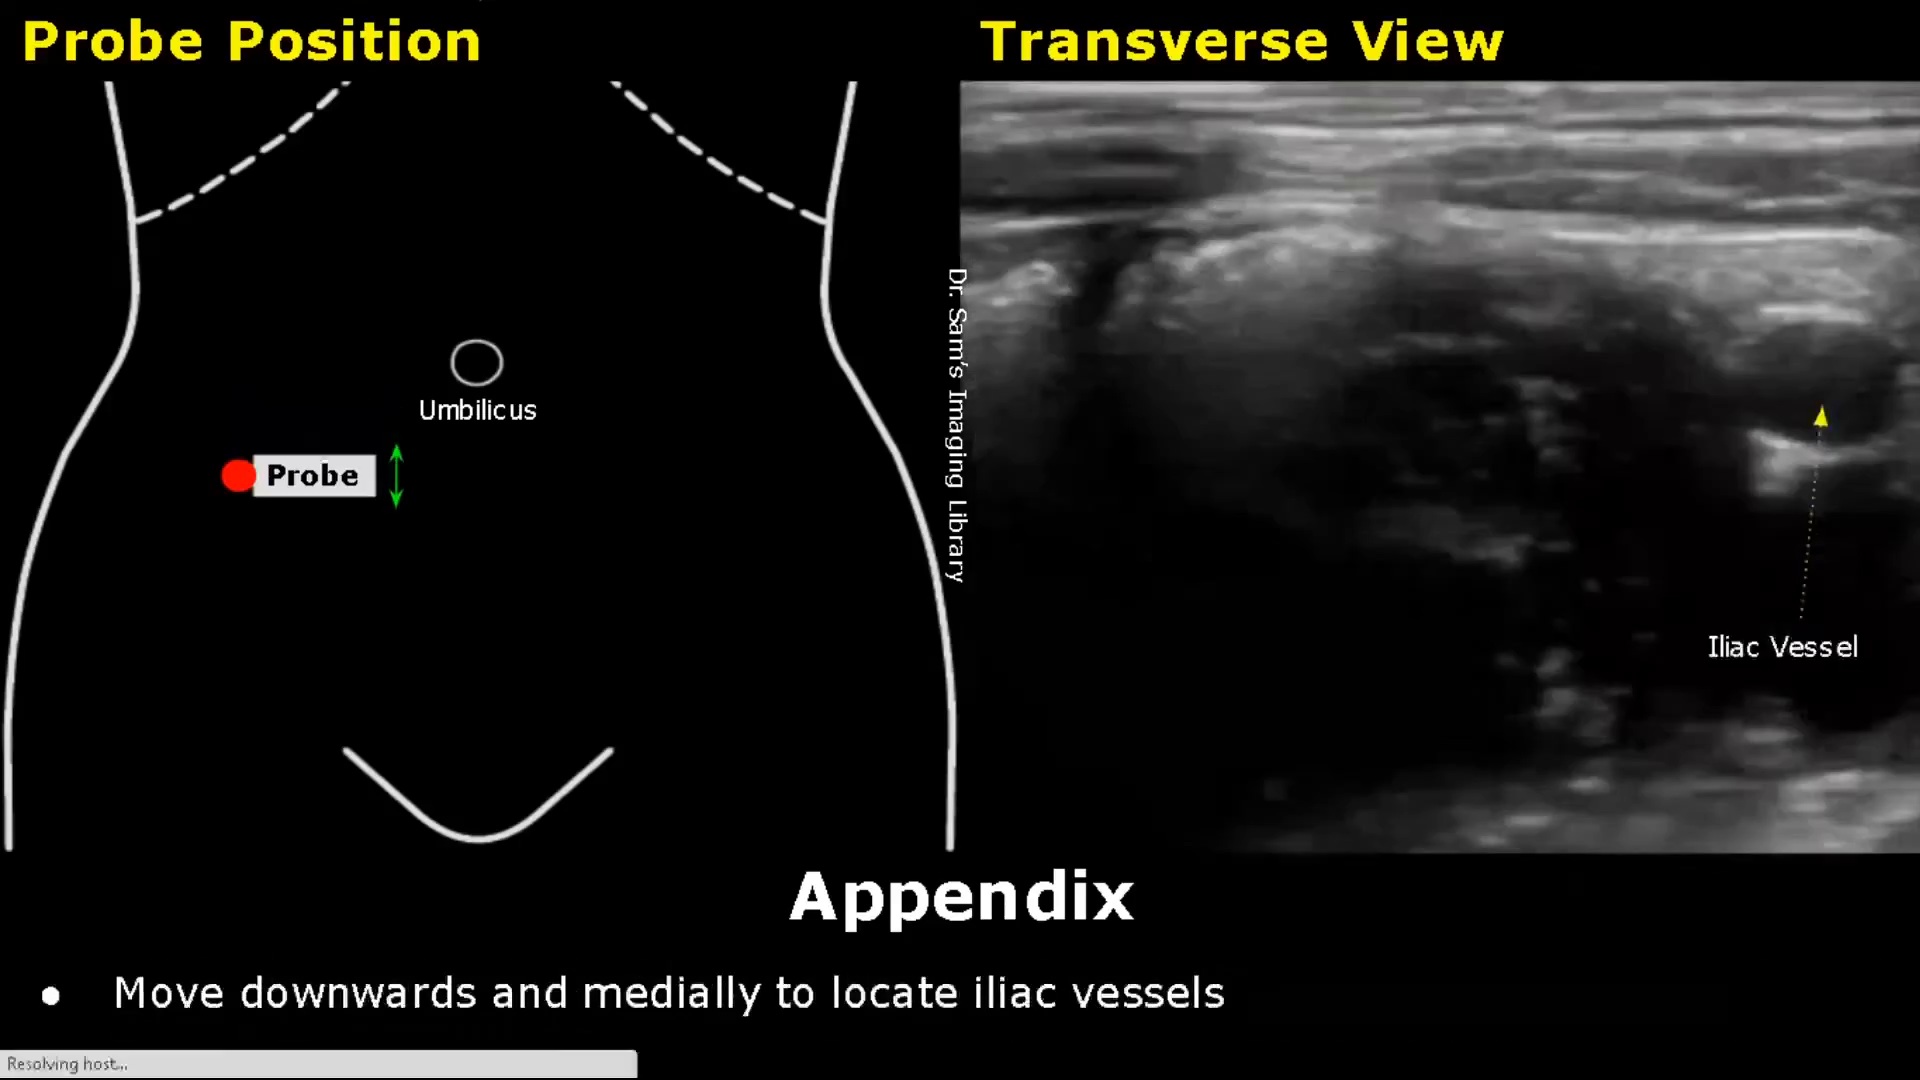 Probe Position
Transverse View
Umbilicus
Probe
Dr. Sam's Imaging Library
Iliac Vessel
Appendix
• Move downwards and medially to locate iliac vessels
Resolving host...